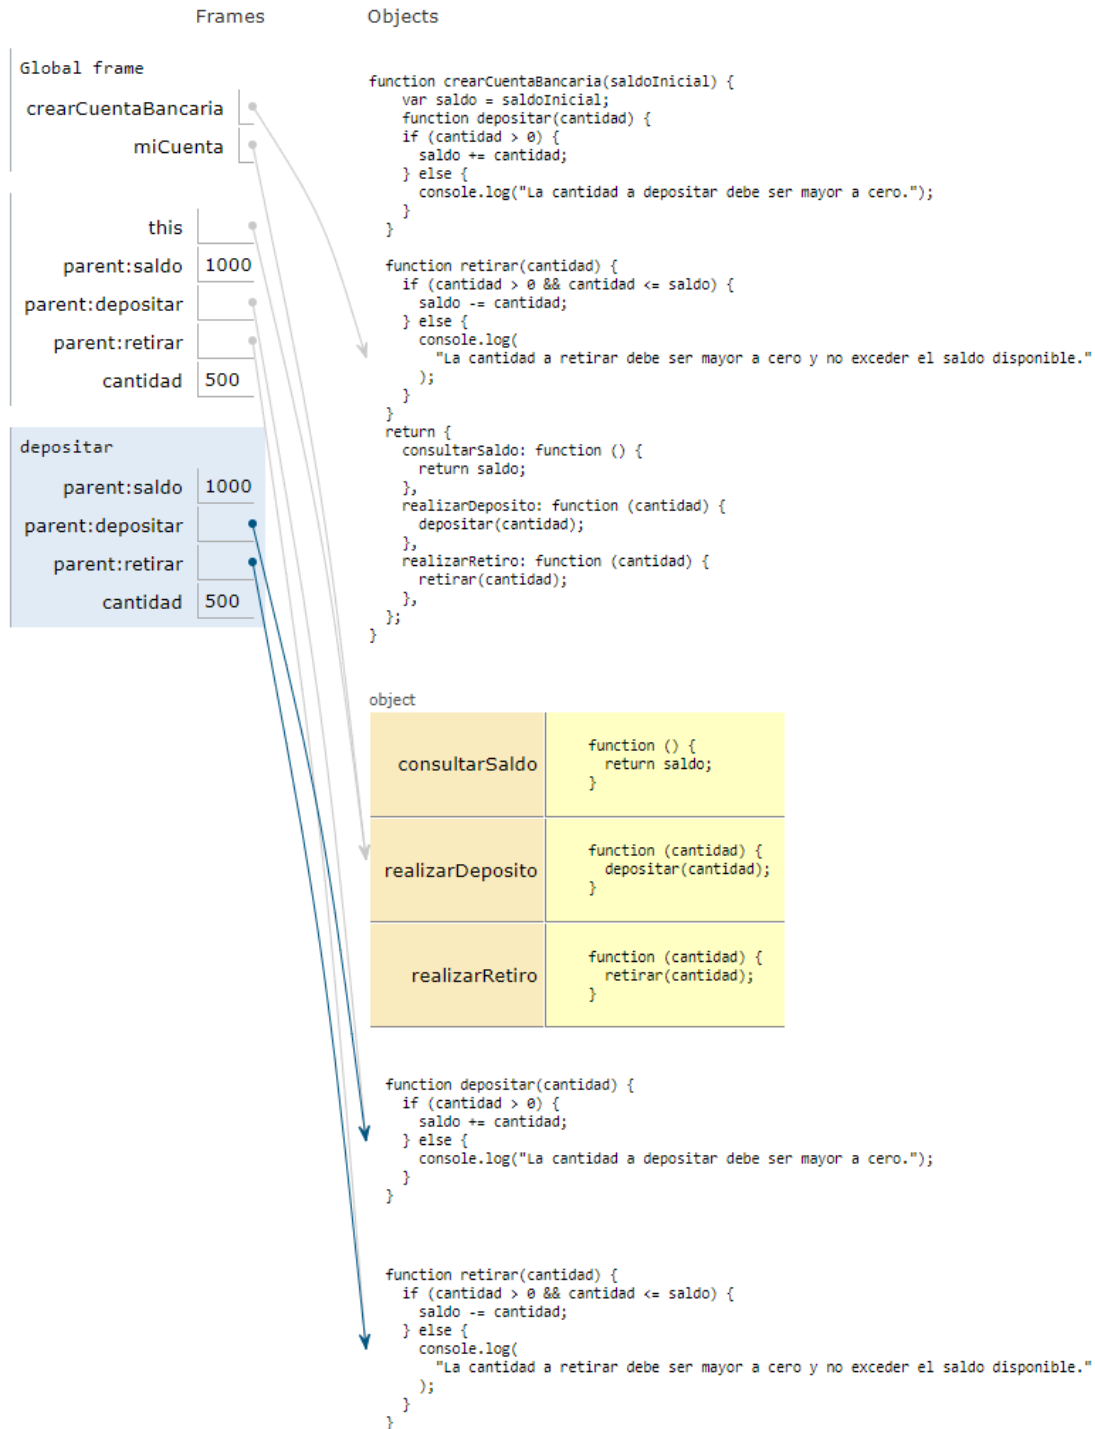 Frames
Objects
Global frame
crearCuentaBancaria
miCuenta
this
parent:saldo 1000
parent:depositar
parent:retirar
cantidad 500
depositar
parent:saldo 1000
parent:depositar
parent:retirar
cantidad 500
function crearCuentaBancaria(saldoInicial) {
    var saldo = saldoInicial;
    function depositar(cantidad) {
    if (cantidad > 0) {
      saldo += cantidad;
    } else {
      console.log("La cantidad a depositar debe ser mayor a cero.");
    }
  }
  function retirar(cantidad) {
    if (cantidad > 0 && cantidad <= saldo) {
      saldo -= cantidad;
    } else {
      console.log(
        "La cantidad a retirar debe ser mayor a cero y no exceder el saldo disponible."
      );
    }
  }
  return {
    consultarSaldo: function () {
      return saldo;
    },
    realizarDeposito: function (cantidad) {
      depositar(cantidad);
    },
    realizarRetiro: function (cantidad) {
      retirar(cantidad);
    },
  };
}
object
consultarSaldo
function () {
  return saldo;
}
realizarDeposito
function (cantidad) {
  depositar(cantidad);
}
realizarRetiro
function (cantidad) {
  retirar(cantidad);
}
function depositar(cantidad) {
  if (cantidad > 0) {
    saldo += cantidad;
  } else {
    console.log("La cantidad a depositar debe ser mayor a cero.");
  }
}
function retirar(cantidad) {
  if (cantidad > 0 && cantidad <= saldo) {
    saldo -= cantidad;
  } else {
    console.log(
      "La cantidad a retirar debe ser mayor a cero y no exceder el saldo disponible."
    );
  }
}